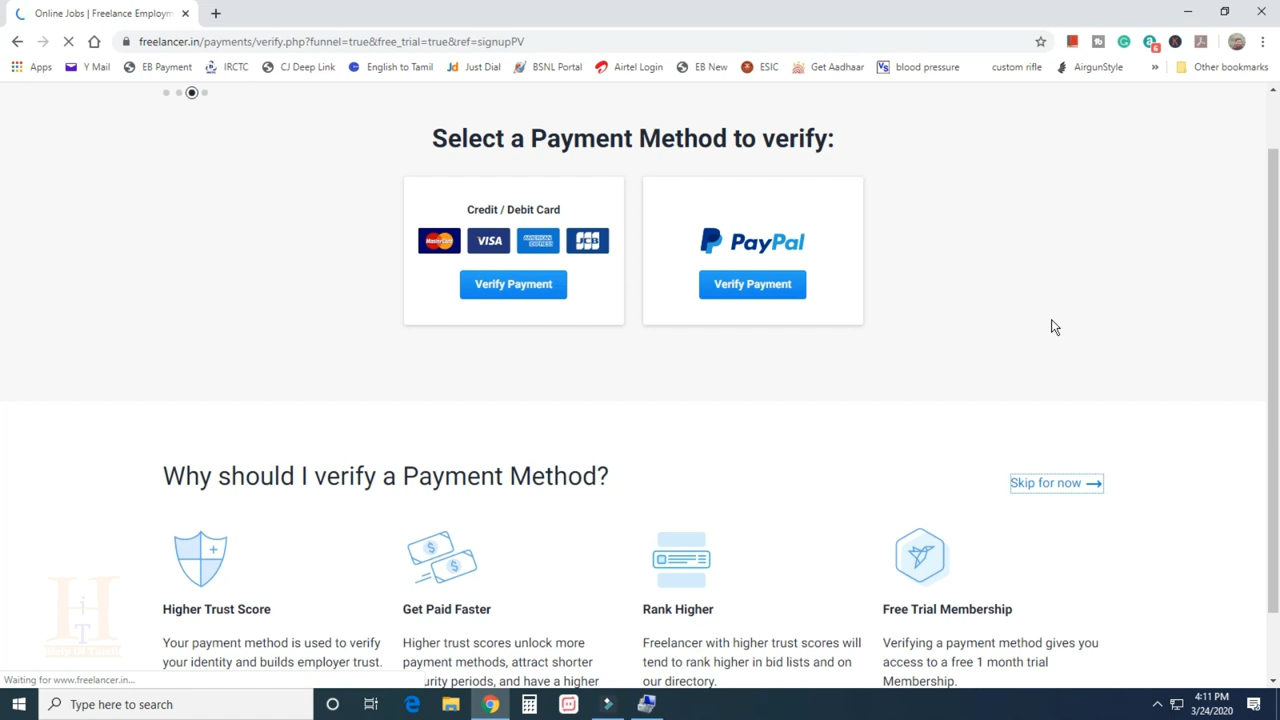 Online Jobs | Freelance Employm
freelancer.in/payments/verify.php?funnel=true&free_trial=true&ref=signupPV
Apps Y Mail EB Payment IRCTC CJ Deep Link English to Tamil Just Dial BSNL Portal Airtel Login EB New ESIC Get Aadhaar blood pressure custom rifle AirgunStyle » Other bookmarks
Select a Payment Method to verify:
Credit / Debit Card
MasterCard VISA AMERICAN EXPRESS JCB
PayPal
Verify Payment
Verify Payment
Why should I verify a Payment Method?
Skip for now →
Higher Trust Score
Your payment method is used to verify
your identity and builds employer trust.
Get Paid Faster
Higher trust scores unlock more
payment methods, attract shorter
curity periods, and have a higher
Rank Higher
Freelancer with higher trust scores will
tend to rank higher in bid lists and on
our directory.
Free Trial Membership
Verifying a payment method gives you
access to a free 1 month trial
Membership.
HiT
Waiting for www.freelancer.in...
Type here to search
4:11 PM
3/24/2020